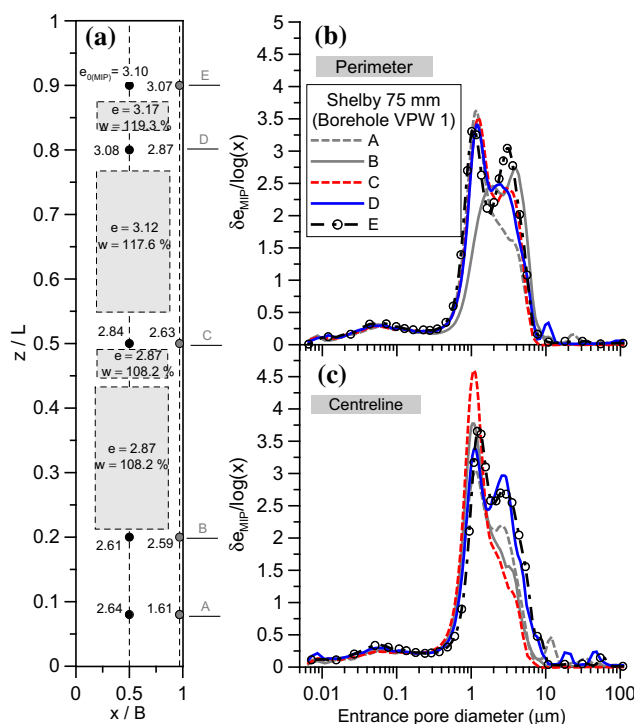 (a)
e0(MIP) = 3.10
3.07
E
e = 3.17
w = 119.3 %
D
3.08
2.87
e = 3.12
w = 117.6 %
2.84
2.63
C
e = 2.87
w = 108.2 %
e = 2.87
w = 108.2 %
B
2.61
2.59
A
2.64
1.61
1
0.9
0.8
0.7
0.6
0.5
0.4
0.3
0.2
0.1
0
z / L
0
0.5
1
x / B
(b)
Perimeter
Shelby 75 mm
(Borehole VPW 1)
A
B
C
D
E
5
4.5
4
3.5
3
2.5
2
1.5
1
0.5
0
δeMIP/log(x)
(c)
Centreline
4.5
4
3.5
3
2.5
2
1.5
1
0.5
0
δeMIP/log(x)
0.01
0.1
1
10
100
Entrance pore diameter (μm)